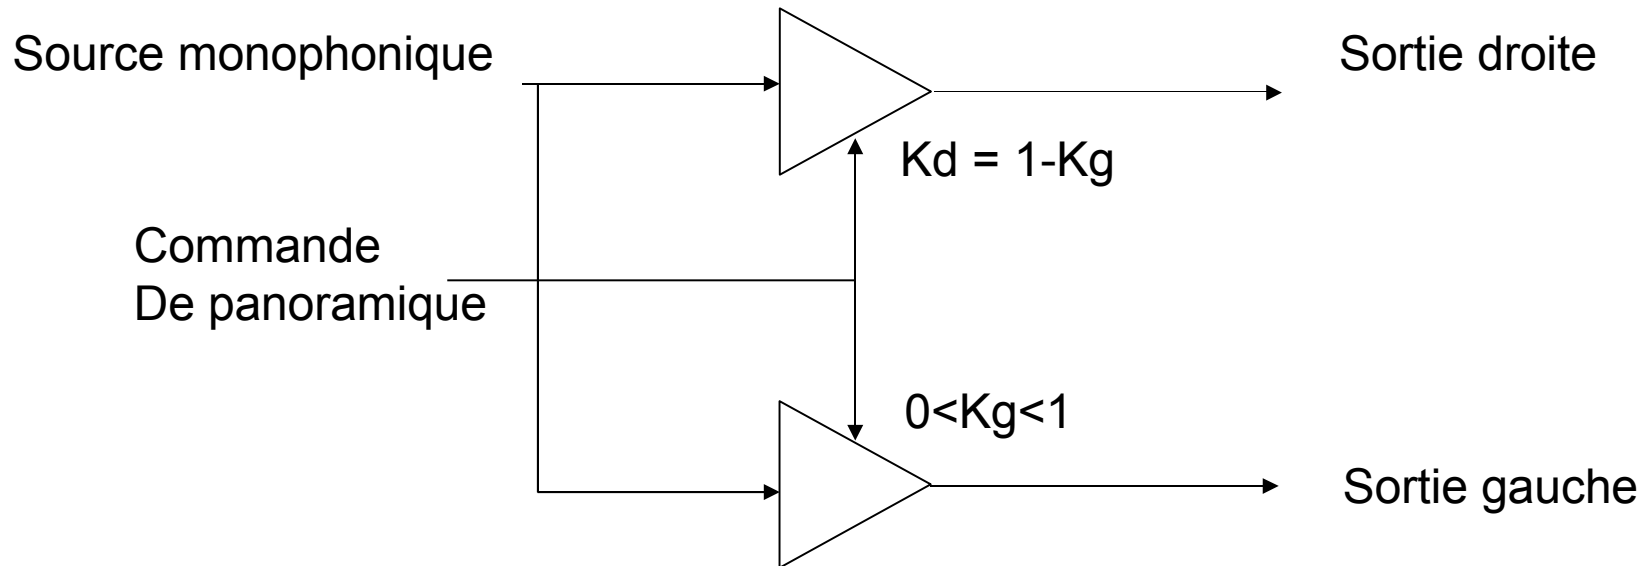 Source monophonique
Sortie droite
Kd = 1-Kg
Commande
De panoramique
0<Kg<1
Sortie gauche